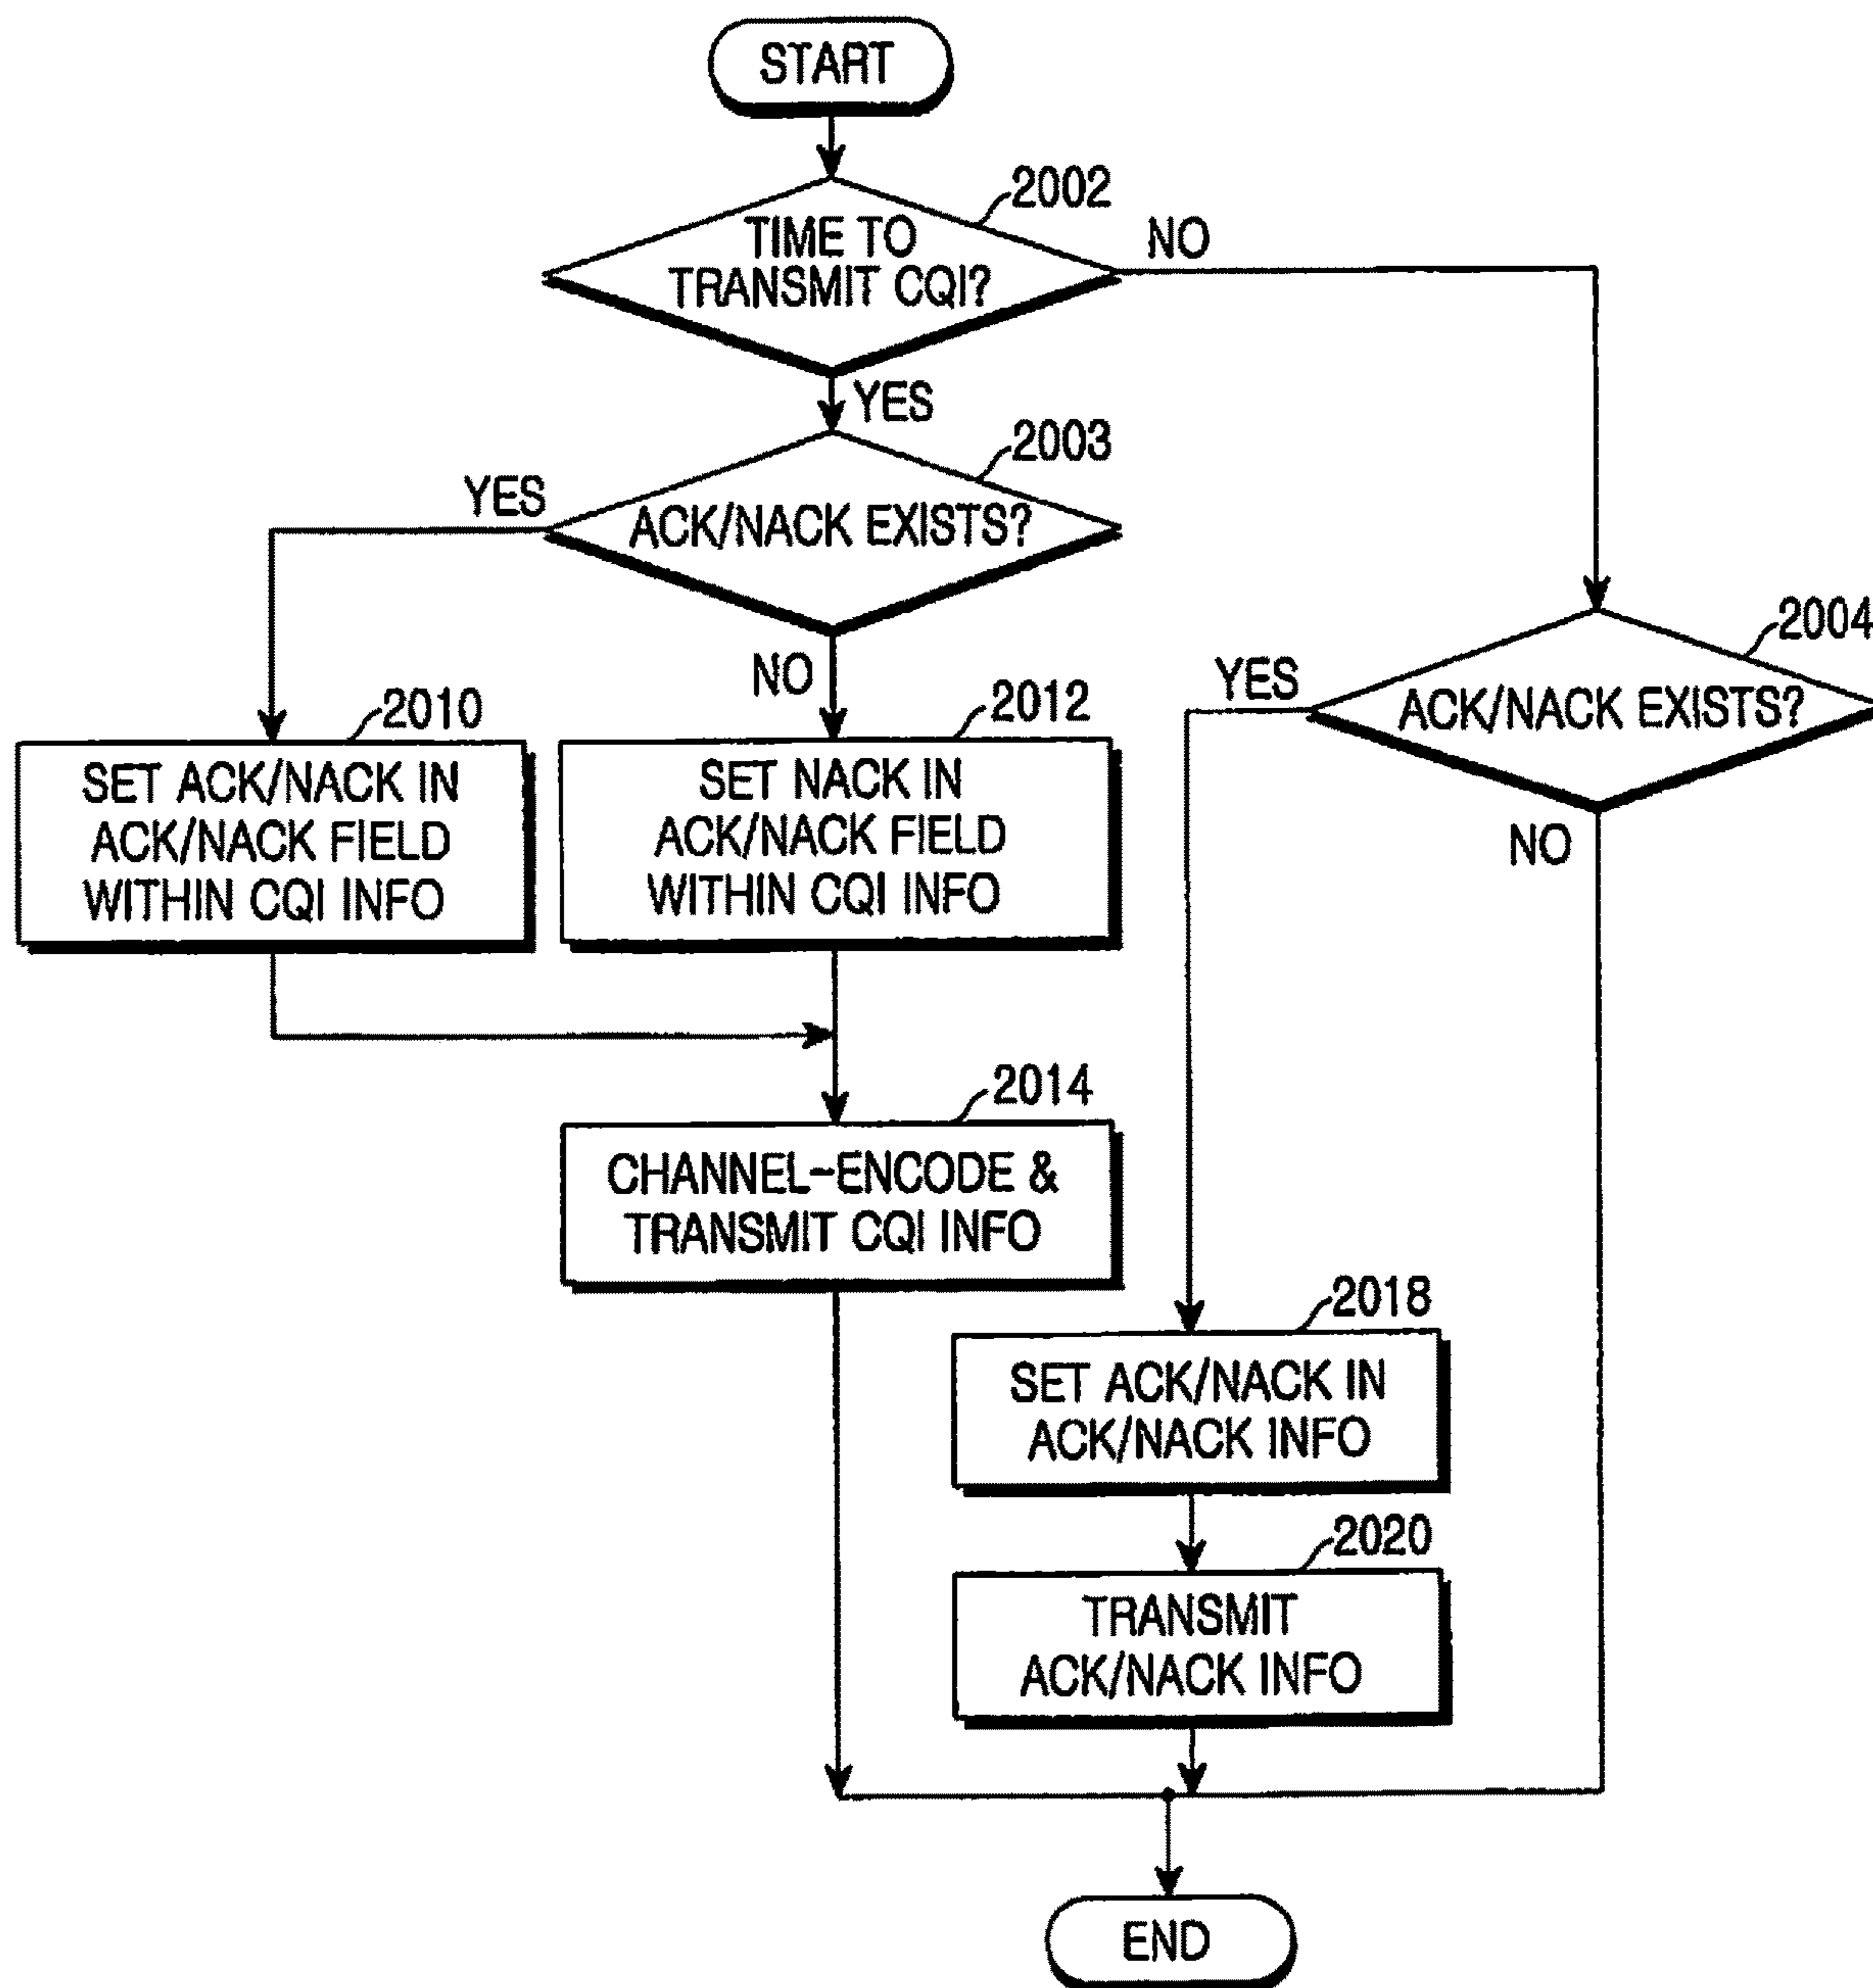 START
2002
TIME TO
TRANSMIT CQI?
NO
YES
2003
ACK/NACK EXISTS?
YES
NO
2004
ACK/NACK EXISTS?
YES
NO
2010
SET ACK/NACK IN
ACK/NACK FIELD
WITHIN CQI INFO
2012
SET NACK IN
ACK/NACK FIELD
WITHIN CQI INFO
2014
CHANNEL-ENCODE &
TRANSMIT CQI INFO
2018
SET ACK/NACK IN
ACK/NACK INFO
2020
TRANSMIT
ACK/NACK INFO
END